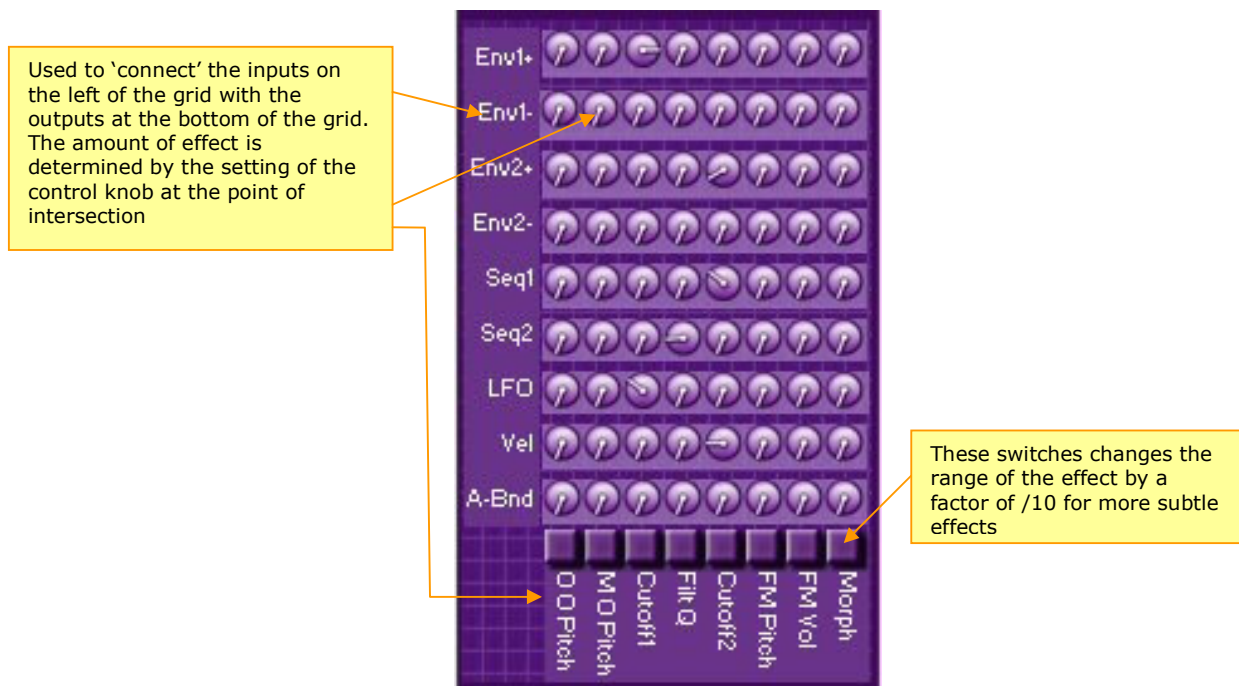 Used to ‘connect’ the inputs on
the left of the grid with the
outputs at the bottom of the grid.
The amount of effect is
determined by the setting of the
control knob at the point of
intersection
Env1+
Env1-
Env2+
Env2-
Seq1
Seq2
LFO
Vel
A-Bnd
These switches changes the
range of the effect by a
factor of /10 for more subtle
effects
O O Pitch
M O Pitch
Cutoff1
Filt Q
Cutoff2
FM Pitch
FM Vol
Morph